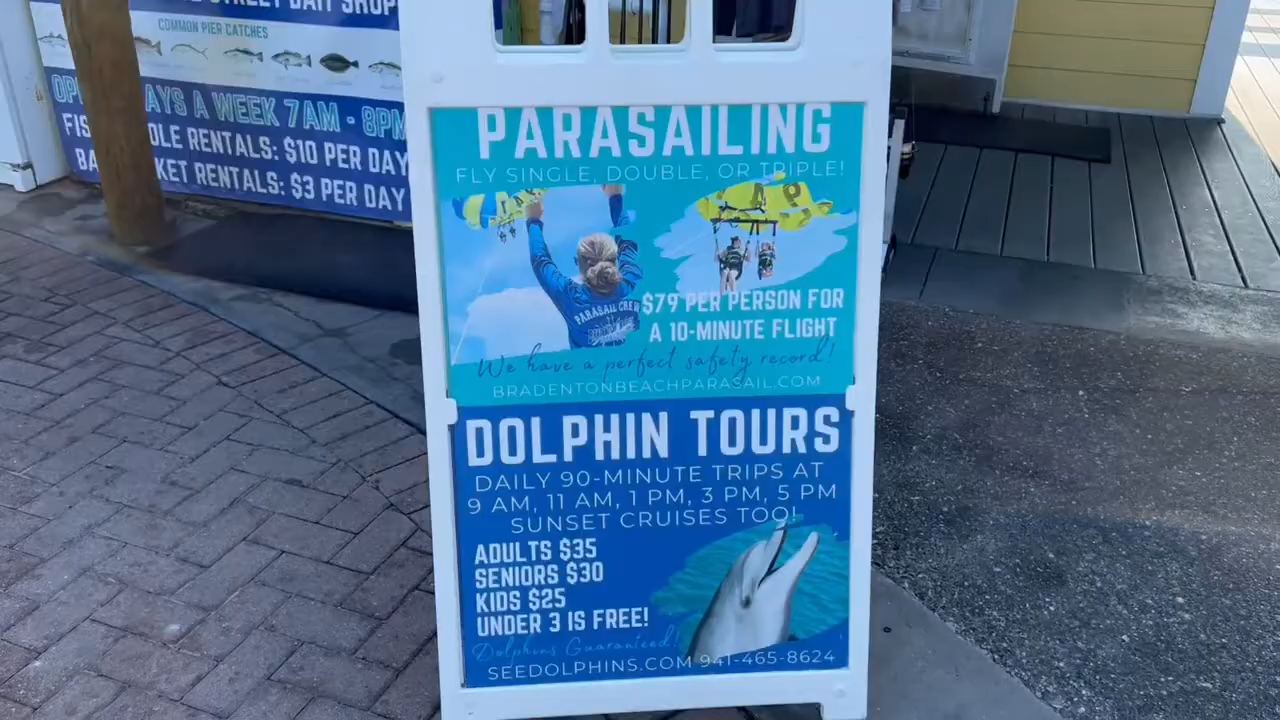 STREET BAIT SHOP
COMMON PIER CATCHES
AYS A WEEK 7AM - 8PM
OLE RENTALS: $10 PER DAY
KET RENTALS: $3 PER DAY
PARASAILING
FLY SINGLE, DOUBLE, OR TRIPLE!
PARASAIL CREW
$79 PER PERSON FOR
A 10-MINUTE FLIGHT
We have a perfect safety record!
BRADENTONBEACHPARASAIL.COM
DOLPHIN TOURS
DAILY 90-MINUTE TRIPS AT
9 AM, 11 AM, 1 PM, 3 PM, 5 PM
SUNSET CRUISES TOO!
ADULTS $35
SENIORS $30
KIDS $25
UNDER 3 IS FREE!
Dolphins Guaranteed!
SEEDOLPHINS.COM 941-465-8624